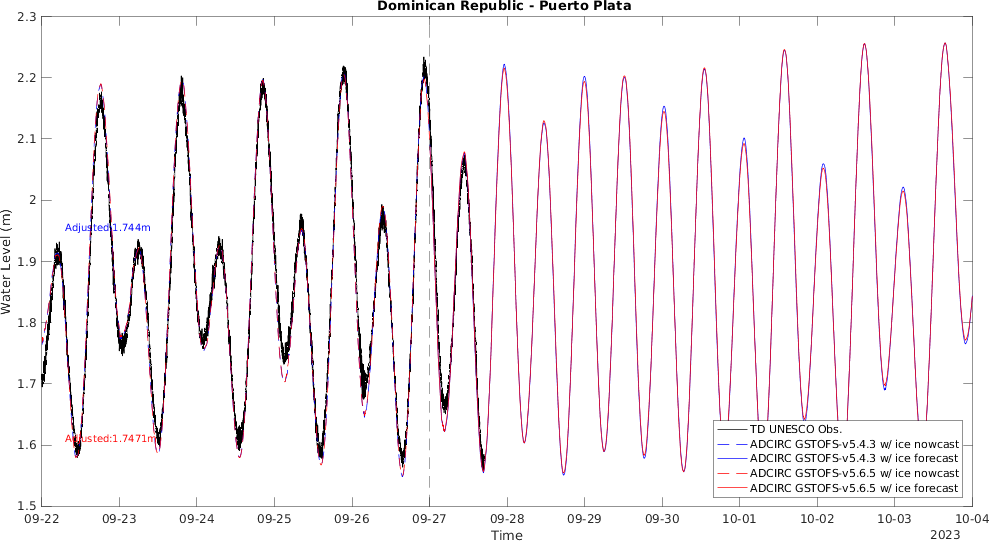 Dominican Republic - Puerto Plata
2.3
2.2
2.1
2
1.9
1.8
1.7
1.6
1.5
Water Level (m)
Adjusted:1.744m
Adjusted:1.7471m
TD UNESCO Obs.
ADCIRC GSTOFS-v5.4.3 w/ ice nowcast
ADCIRC GSTOFS-v5.4.3 w/ ice forecast
ADCIRC GSTOFS-v5.6.5 w/ ice nowcast
ADCIRC GSTOFS-v5.6.5 w/ ice forecast
09-22 09-23 09-24 09-25 09-26 09-27 09-28 09-29 09-30 10-01 10-02 10-03 10-04
Time
2023